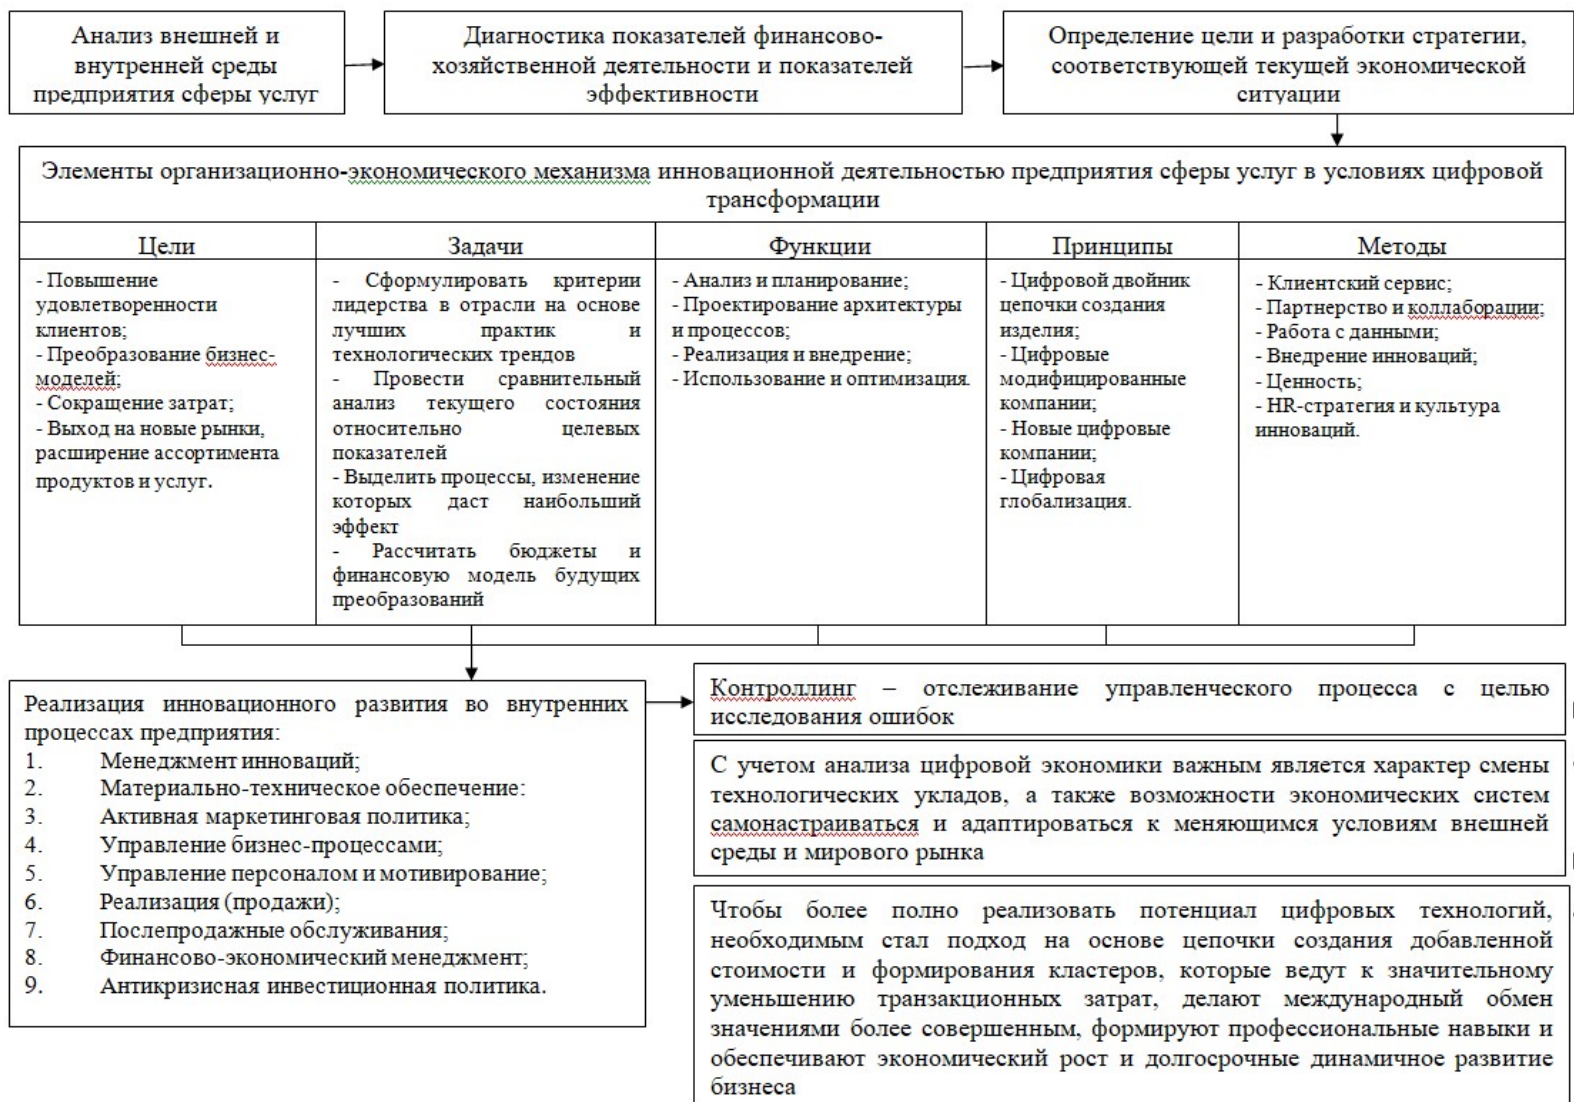 Анализ внешней и
внутренней среды
предприятия сферы услуг
Диагностика показателей финансово-
хозяйственной деятельности и показателей
эффективности
Определение цели и разработки стратегии,
соответствующей текущей экономической
ситуации
Элементы организационно-экономического механизма инновационной деятельностью предприятия сферы услуг в условиях цифровой
трансформации
Цели
- Повышение
удовлетворенности
клиентов;
- Преобразование бизнес-
моделей;
- Сокращение затрат;
- Выход на новые рынки,
расширение ассортимента
продуктов и услуг.
Задачи
- Сформулировать критерии
лидерства в отрасли на основе
лучших практик и
технологических трендов
- Провести сравнительный
анализ текущего состояния
относительно целевых
показателей
- Выделить процессы, изменение
которых даст наибольший
эффект
- Рассчитать бюджеты и
финансовую модель будущих
преобразований
Функции
- Анализ и планирование;
- Проектирование архитектуры
и процессов;
- Реализация и внедрение;
- Использование и оптимизация.
Принципы
- Цифровой двойник
цепочки создания
изделия;
- Цифровые
модифицированные
компании;
- Новые цифровые
компании;
- Цифровая
глобализация.
Методы
- Клиентский сервис;
- Партнерство и коллаборации;
- Работа с данными;
- Внедрение инноваций;
- Ценность;
- HR-стратегия и культура
инноваций.
Реализация инновационного развития во внутренних
процессах предприятия:
1. Менеджмент инноваций;
2. Материально-техническое обеспечение:
3. Активная маркетинговая политика;
4. Управление бизнес-процессами;
5. Управление персоналом и мотивирование;
6. Реализация (продажи);
7. Послепродажные обслуживания;
8. Финансово-экономический менеджмент;
9. Антикризисная инвестиционная политика.
Контроллинг – отслеживание управленческого процесса с целью
исследования ошибок
С учетом анализа цифровой экономики важным является характер смены
технологических укладов, а также возможности экономических систем
самонастраиваться и адаптироваться к меняющимся условиям внешней
среды и мирового рынка
Чтобы более полно реализовать потенциал цифровых технологий,
необходимым стал подход на основе цепочки создания добавленной
стоимости и формирования кластеров, которые ведут к значительному
уменьшению транзакционных затрат, делают международный обмен
значениями более совершенным, формируют профессиональные навыки и
обеспечивают экономический рост и долгосрочные динамичное развитие
бизнеса